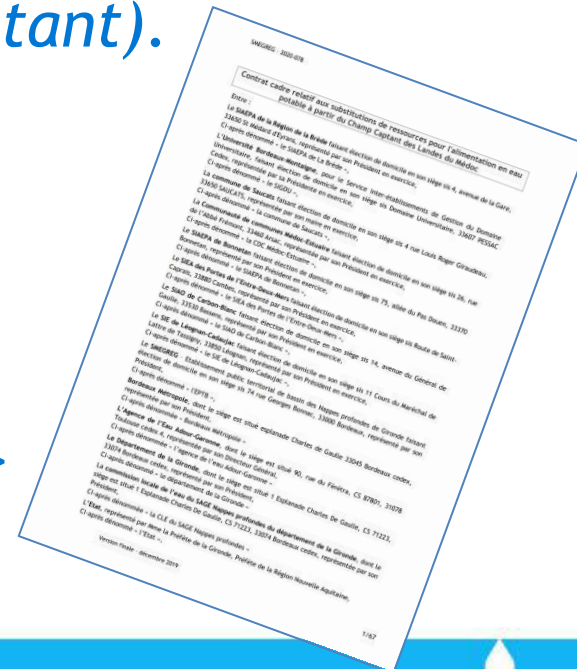 tant).
SMEGREG - 2020-078
Contrat cadre relatif aux substitutions de ressources pour l'alimentation en eau
potable à partir du Champ Captant des Landes du Médoc
Entre :
Le SIAEPA de la Région de la Brède faisant élection de domicile en son siège sis 4, avenue de la Gare,
33650 St Médard d'Eyrans, représenté par son Président en exercice,
Ci-après dénommé « le SIAEPA de La Brède »,
L'Université Bordeaux-Montaigne, pour le Service Inter-établissements de Gestion du Domaine
Universitaire, faisant élection de domicile en son siège sis Domaine Universitaire, 33607 PESSAC
Cedex, représentée par sa Présidente en exercice,
Ci-après dénommé « le SIGDU »,
La commune de Saucats faisant élection de domicile en son siège sis 4 rue Louis Roger Giraudeau,
33650 SAUCATS, représentée par son maire en exercice,
Ci-après dénommé « la commune de Saucats »,
La Communauté de communes Médoc-Estuaire faisant élection de domicile en son siège sis 26, rue
de l'Abbé Frémont, 33460 Arsac, représentée par son Président en exercice,
Ci-après dénommé « la CDC Médoc-Estuaire »,
Le SIAEPA de Bonnetan faisant élection de domicile en son siège sis 75, allée du Pas Douen, 33370
Bonnetan, représenté par son Président en exercice,
Ci-après dénommé « le SIAEPA de Bonnetan »,
Le SIEA des Portes de l'Entre-Deux-Mers faisant élection de domicile en son siège sis Route de Saint-
Caprais, 33880 Cambes, représenté par son Président en exercice,
Ci-après dénommé « le SIEA des Portes de l'Entre-Deux-Mers »,
Le SIAO de Carbon-Blanc faisant élection de domicile en son siège sis 14, avenue du Général de
Gaulle, 33530 Bassens, représenté par son Président en exercice,
Ci-après dénommé « le SIAO de Carbon Blanc »,
Le SIE de Léognan-Cadaujac faisant élection de domicile en son siège sis 11 Cours du Maréchal de
Lattre de Tassigny, 33850 Léognan, représenté par son Président en exercice,
Ci-après dénommé « le SIE de Léognan-Cadaujac »,
Le SMEGREG - Etablissement public territorial de bassin des Nappes profondes de Gironde faisant
élection de domicile en son siège sis 74 rue Georges Bonnac, 33000 Bordeaux, représenté par son
Président,
Ci-après dénommé « l'EPTB »,
Bordeaux Métropole, dont le siège est situé esplanade Charles de Gaulle 33045 Bordeaux cedex,
représentée par son Président,
Ci-après dénommée « Bordeaux Métropole »
L'Agence de l'Eau Adour-Garonne, dont le siège est situé 90, rue du Férétra, CS 87801, 31078
Toulouse cedex 4, représentée par son Directeur Général,
Ci-après dénommée « l'agence de l'eau Adour-Garonne »
Le Département de la Gironde, dont le siège est situé 1 Esplanade Charles De Gaulle, CS 71223,
33074 Bordeaux cedex, représenté par son Président,
Ci-après dénommé « le département de la Gironde »
La commission locale de l'eau du SAGE Nappes profondes du département de la Gironde, dont le
siège est situé 1 Esplanade Charles De Gaulle, CS 71223, 33074 Bordeaux cedex, représentée par son
Président,
Ci-après dénommée « la CLE du SAGE Nappes profondes »
L'Etat, représenté par Mme la Préfète de la Gironde, Préfète de la Région Nouvelle Aquitaine,
Ci-après dénommé « l'Etat ».
Version finale - décembre 2019
1/67